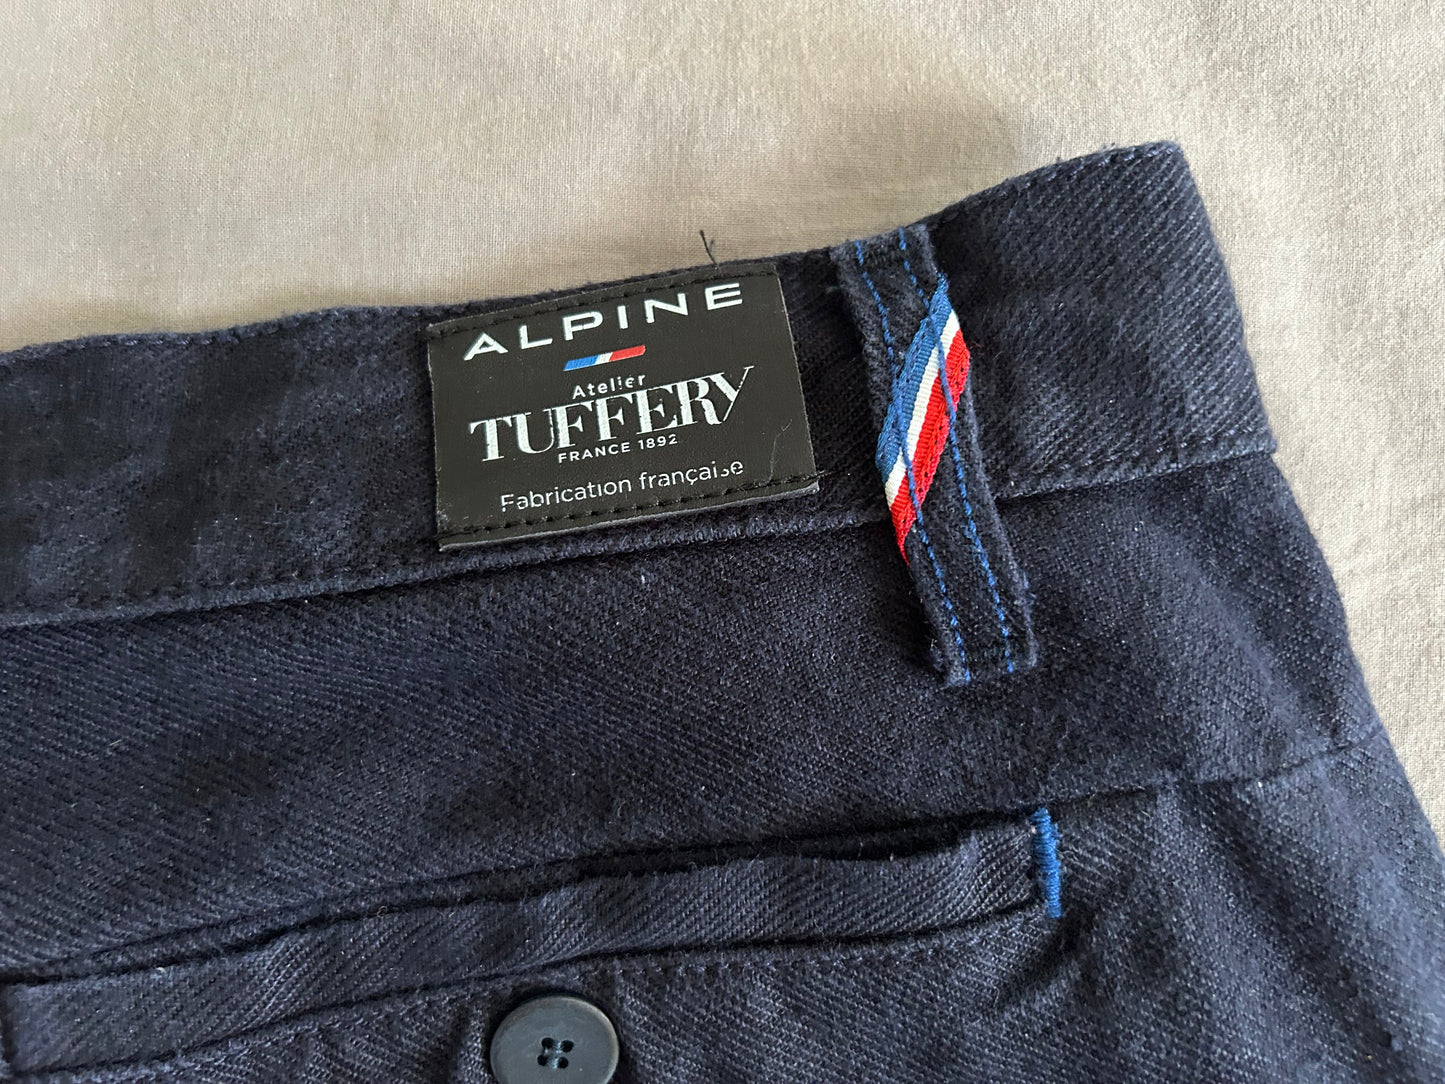 ALPINE
Atelier
TUFFERY
FRANCE 1892
Fabrication française